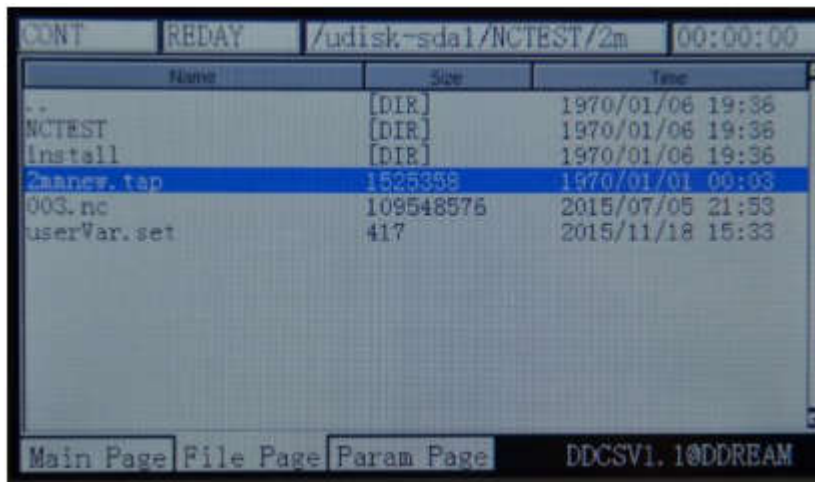 CONT REDAY /udisk-sda1/NCTEST/2m 00:00:00
Name Size Time
.. [DIR] 1970/01/06 19:36
NCTEST [DIR] 1970/01/06 19:36
install [DIR] 1970/01/06 19:36
2manew.tap 1525358 1970/01/01 00:03
003.nc 109548576 2015/07/05 21:53
userVar.set 417 2015/11/18 15:33
Main Page File Page Param Page DDCSV1.1@DDREAM